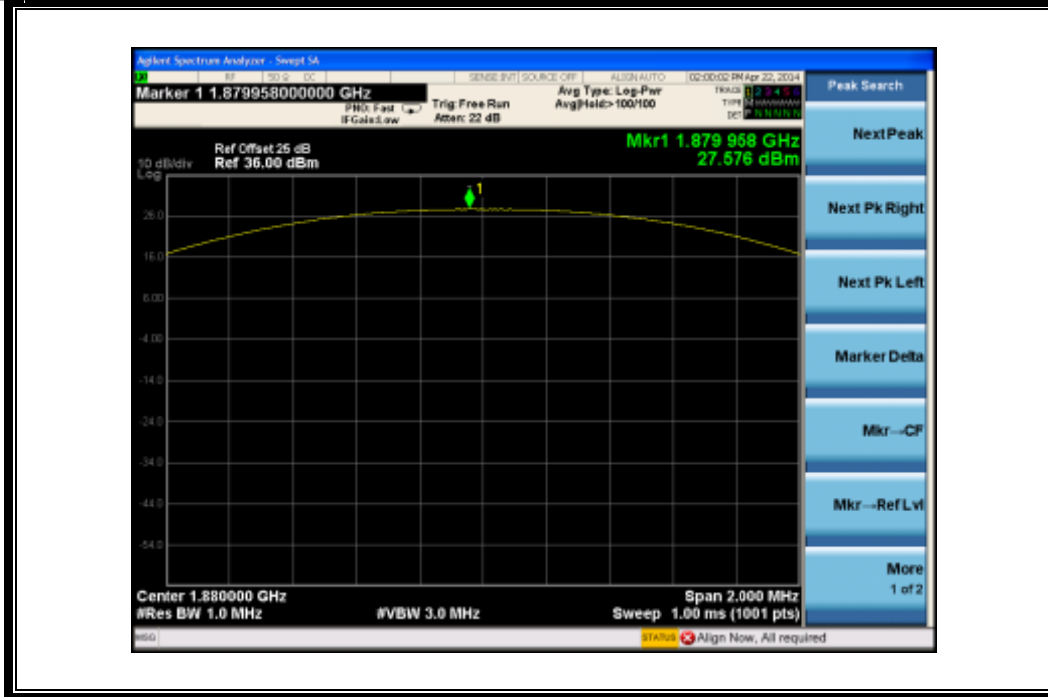 Agilent Spectrum Analyzer - Swept SA
RF 50 Ω DC SENSE:INT SOURCE OFF ALIGN AUTO 02:00:02 PM Apr 22, 2014
Marker 1 1.879958000000 GHz
PNO: Fast
IFGain:Low
Trig: Free Run
Atten: 22 dB
Avg Type: Log-Pwr
Avg|Hold:>100/100
TRACE 1 2 3 4 5 6
TYPE M WWWWW
DET P N N N N N
Mkr1 1.879 958 GHz
27.576 dBm
Ref Offset 25 dB
10 dB/div Ref 36.00 dBm
Log
1
26.0
16.0
6.00
-4.00
-14.0
-24.0
-34.0
-44.0
-54.0
Center 1.880000 GHz Span 2.000 MHz
#Res BW 1.0 MHz #VBW 3.0 MHz Sweep 1.00 ms (1001 pts)
MSG STATUS Align Now, All required
Peak Search
Next Peak
Next Pk Right
Next Pk Left
Marker Delta
Mkr→CF
Mkr→Ref Lvl
More
1 of 2